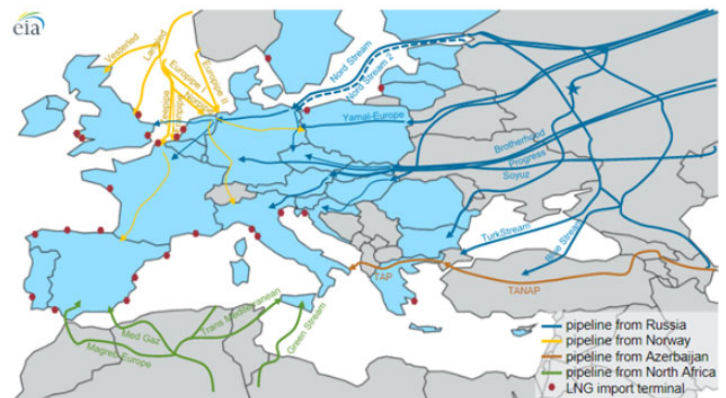 eia
Vesterled
Langeled
Europipe I
Europipe II
Norpipe
Zeepipe
Franpipe
Nord Stream
Nord Stream 2
Yamal-Europe
Brotherhood
Progress
Soyuz
TurkStream
Blue Stream
TAP
TANAP
Trans Mediterranean
Green Stream
Med Gaz
Magreb-Europe
pipeline from Russia
pipeline from Norway
pipeline from Azerbaijan
pipeline from North Africa
LNG import terminal